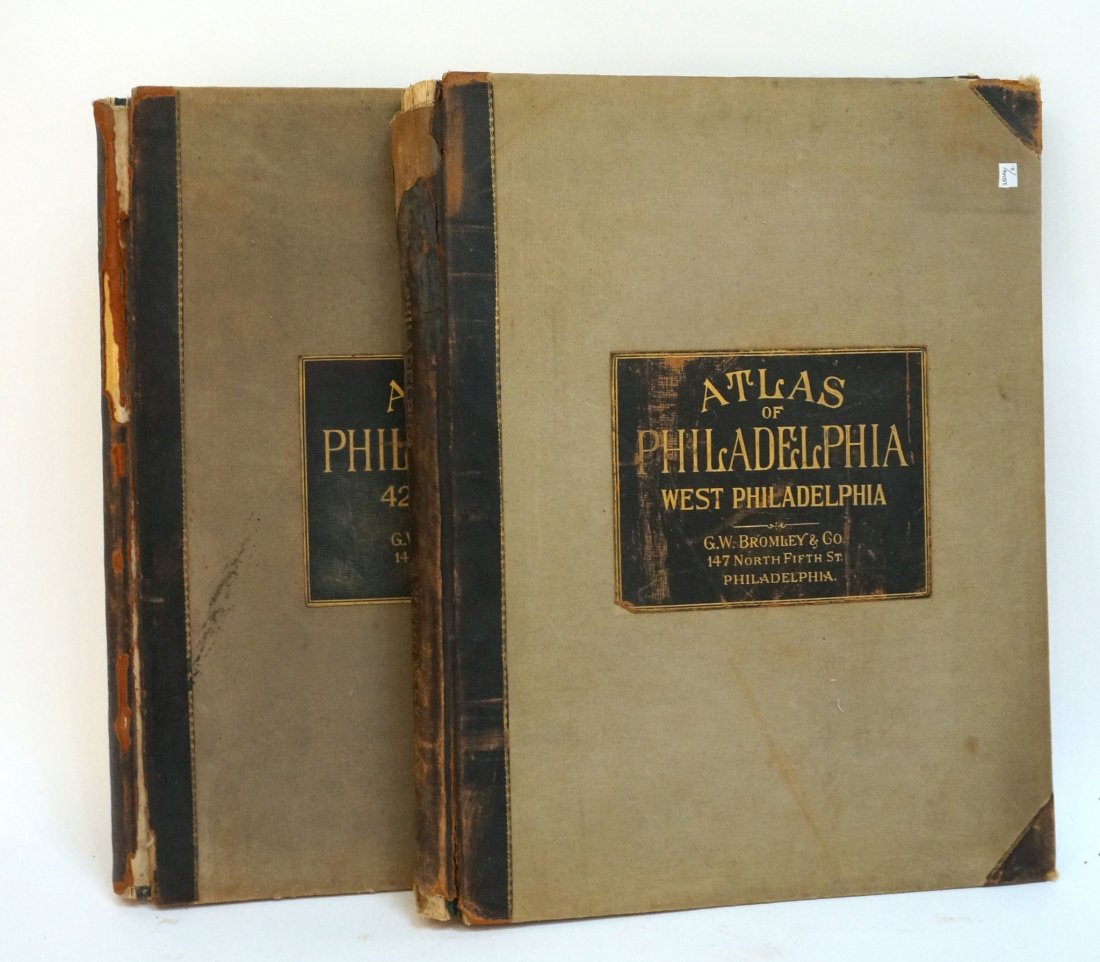 A
PHIL
42
G.
14
ATLAS
OF
PHILADELPHIA
WEST PHILADELPHIA
G.W. BROMLEY & CO.
147 NORTH FIFTH ST.
PHILADELPHIA.